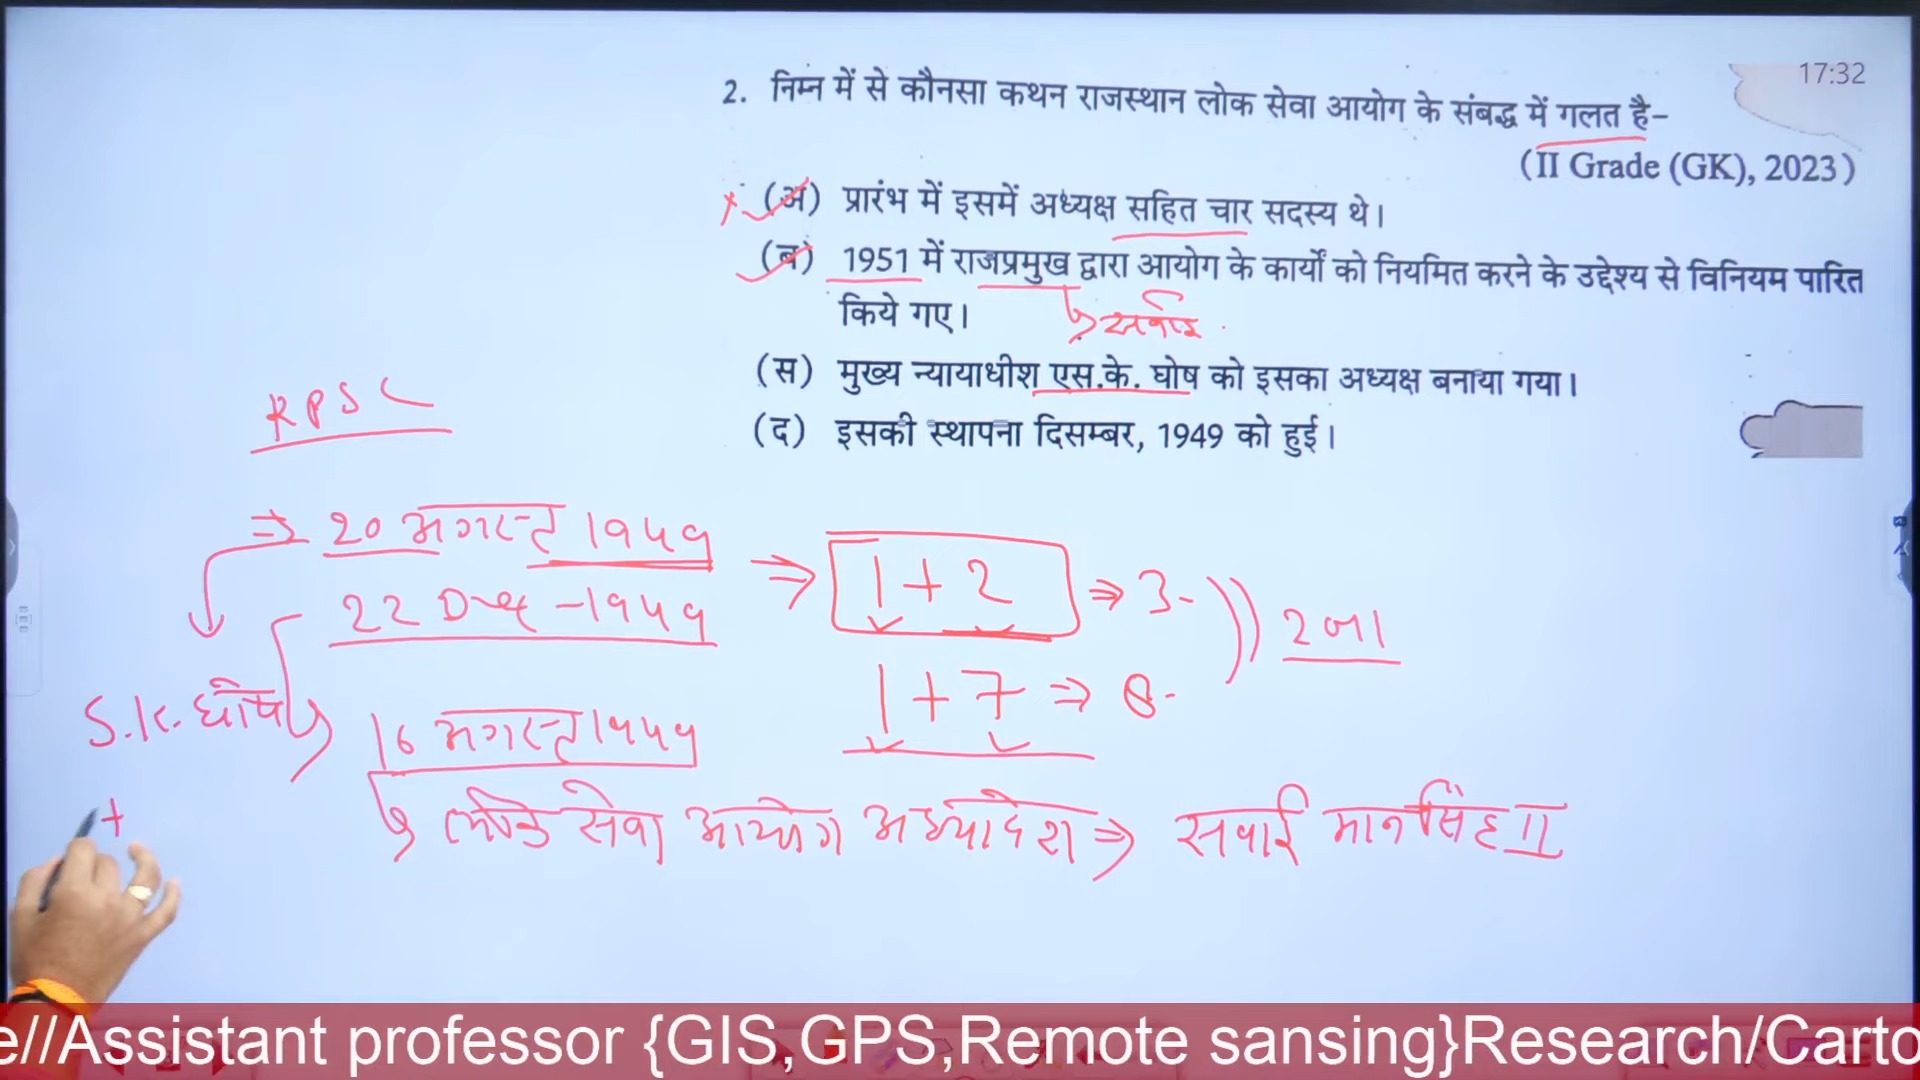 17:32
2. निम्न में से कौनसा कथन राजस्थान लोक सेवा आयोग के संबद्ध में गलत है-
(II Grade (GK), 2023)
(अ) प्रारंभ में इसमें अध्यक्ष सहित चार सदस्य थे।
(ब) 1951 में राजप्रमुख द्वारा आयोग के कार्यों को नियमित करने के उद्देश्य से विनियम पारित
किये गए।
(स) मुख्य न्यायाधीश एस.के. घोष को इसका अध्यक्ष बनाया गया।
(द) इसकी स्थापना दिसम्बर, 1949 को हुई।
RPSC
⇒ 20 अगस्त 1949 ⇒ 1+2 ⇒ 3-
22 Dec -1949
2 जा
S.K. घोष
1+7 ⇒ 8-
16 अगस्त 1949
+
लोक सेवा आयोग अध्यादेश ⇒ सवाई मानसिंह II
e//Assistant professor {GIS,GPS,Remote sansing}Research/Carto